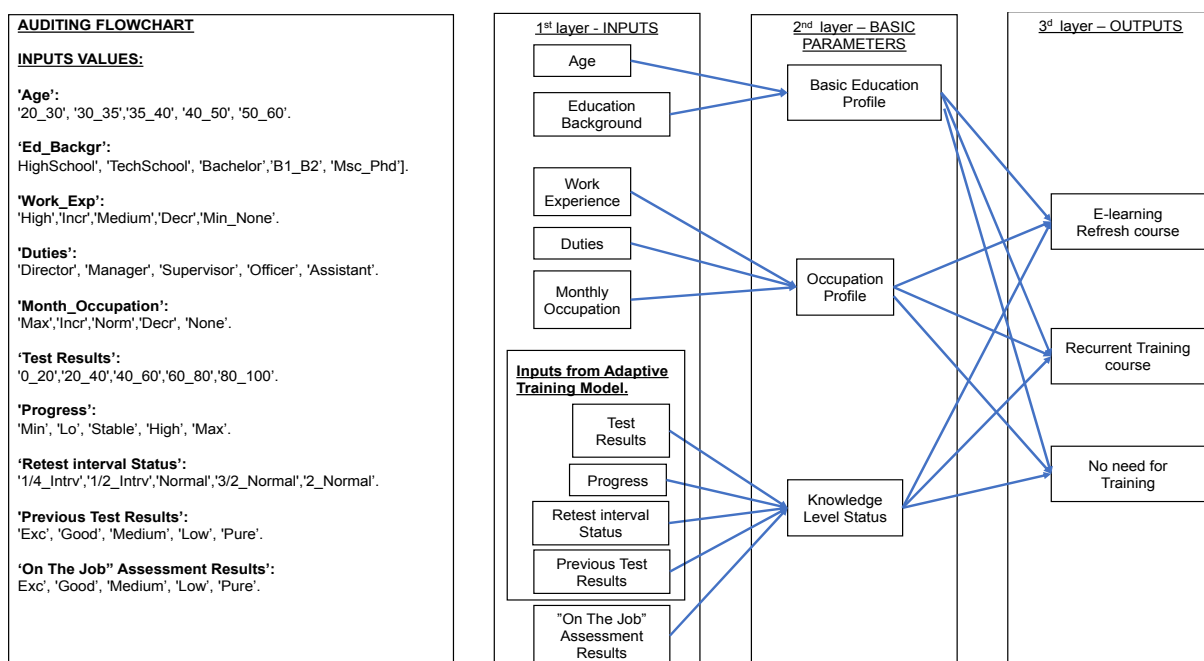 AUDITING FLOWCHART
INPUTS VALUES:
'Age’:
'20_30', '30_35','35_40', '40_50', '50_60’.
‘Ed_Backgr’:
HighSchool', 'TechSchool', 'Bachelor’,'B1_B2', 'Msc_Phd'].
'Work_Exp’:
'High','Incr','Medium','Decr','Min_None’.
'Duties’:
'Director', 'Manager', 'Supervisor', 'Officer', 'Assistant’.
'Month_Occupation’:
'Max','Incr','Norm','Decr', 'None’.
‘Test Results’:
'0_20','20_40','40_60','60_80','80_100’.
'Progress’:
'Min', 'Lo', 'Stable', 'High', 'Max’.
‘Retest interval Status’:
'1/4_Intrv','1/2_Intrv','Normal','3/2_Normal','2_Normal’.
'Previous Test Results’:
'Exc', 'Good', 'Medium', 'Low', 'Pure’.
‘On The Job” Assessment Results’:
Exc’, 'Good’, 'Medium’, 'Low’, 'Pure’.
1st layer - INPUTS
Age
Education
Background
Work
Experience
Duties
Monthly
Occupation
Inputs from Adaptive
Training Model.
Test
Results
Progress
Retest interval
Status
Previous Test
Results
”On The Job”
Assessment
Results
2nd layer – BASIC
PARAMETERS
Basic Education
Profile
Occupation
Profile
Knowledge
Level Status
3d layer – OUTPUTS
E-learning
Refresh course
Recurrent Training
course
No need for
Training